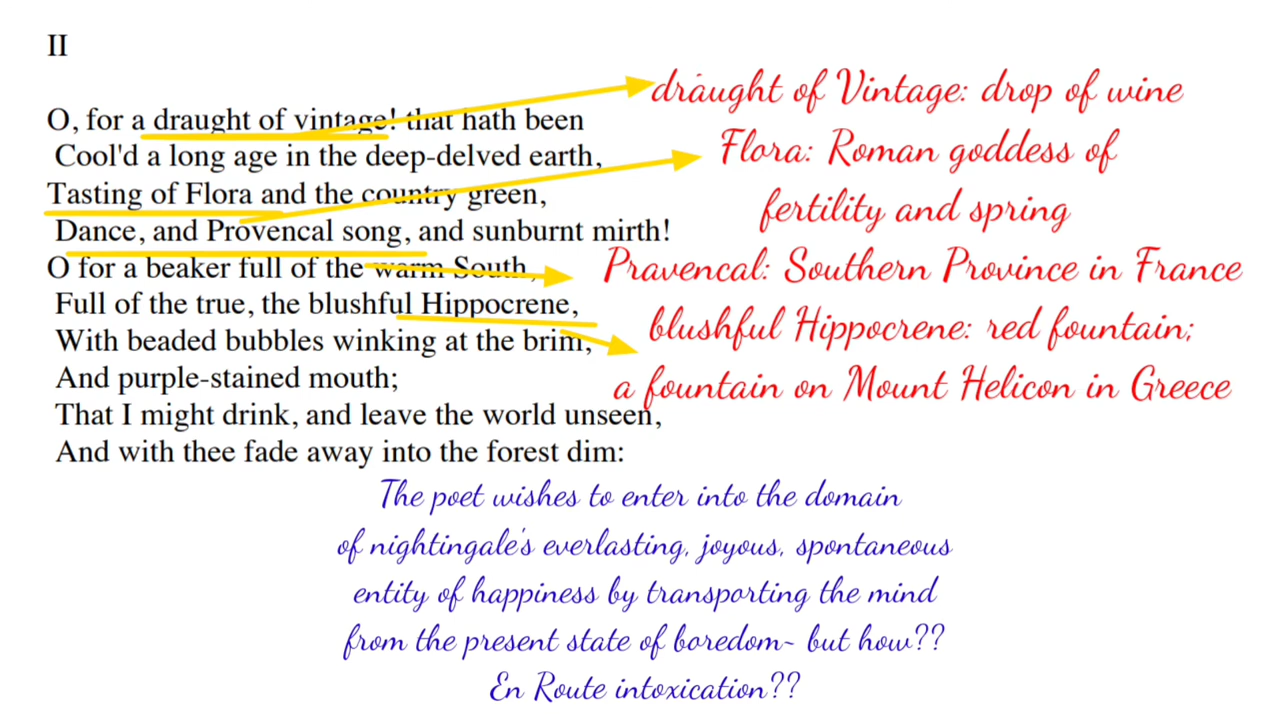 II
O, for a draught of vintage! that hath been
Cool'd a long age in the deep-delved earth,
Tasting of Flora and the country green,
Dance, and Provencal song, and sunburnt mirth!
O for a beaker full of the warm South,
Full of the true, the blushful Hippocrene,
With beaded bubbles winking at the brim,
And purple-stained mouth;
That I might drink, and leave the world unseen,
And with thee fade away into the forest dim:
draught of Vintage: drop of wine
Flora: Roman goddess of
fertility and spring
Pravencal: Southern Province in France
blushful Hippocrene: red fountain;
a fountain on Mount Helicon in Greece
The poet wishes to enter into the domain
of nightingale's everlasting, joyous, spontaneous
entity of happiness by transporting the mind
from the present state of boredom- but how??
En Route intoxication??